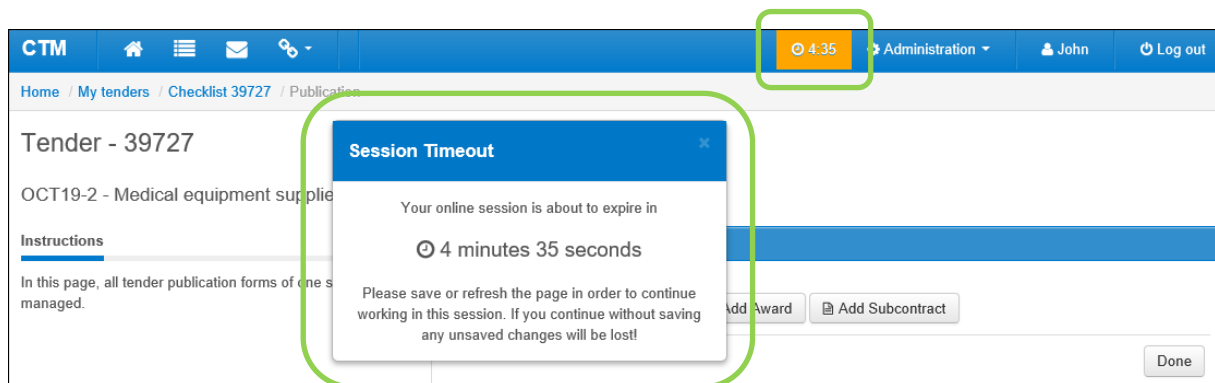 CTM 4:35 Administration John Log out
Home / My tenders / Checklist 39727 / Publication
Tender - 39727
OCT19-2 - Medical equipment supplie
Instructions
In this page, all tender publication forms of one s
managed.
Session Timeout ×
Your online session is about to expire in
4 minutes 35 seconds
Please save or refresh the page in order to continue
working in this session. If you continue without saving
any unsaved changes will be lost!
Add Award Add Subcontract
Done